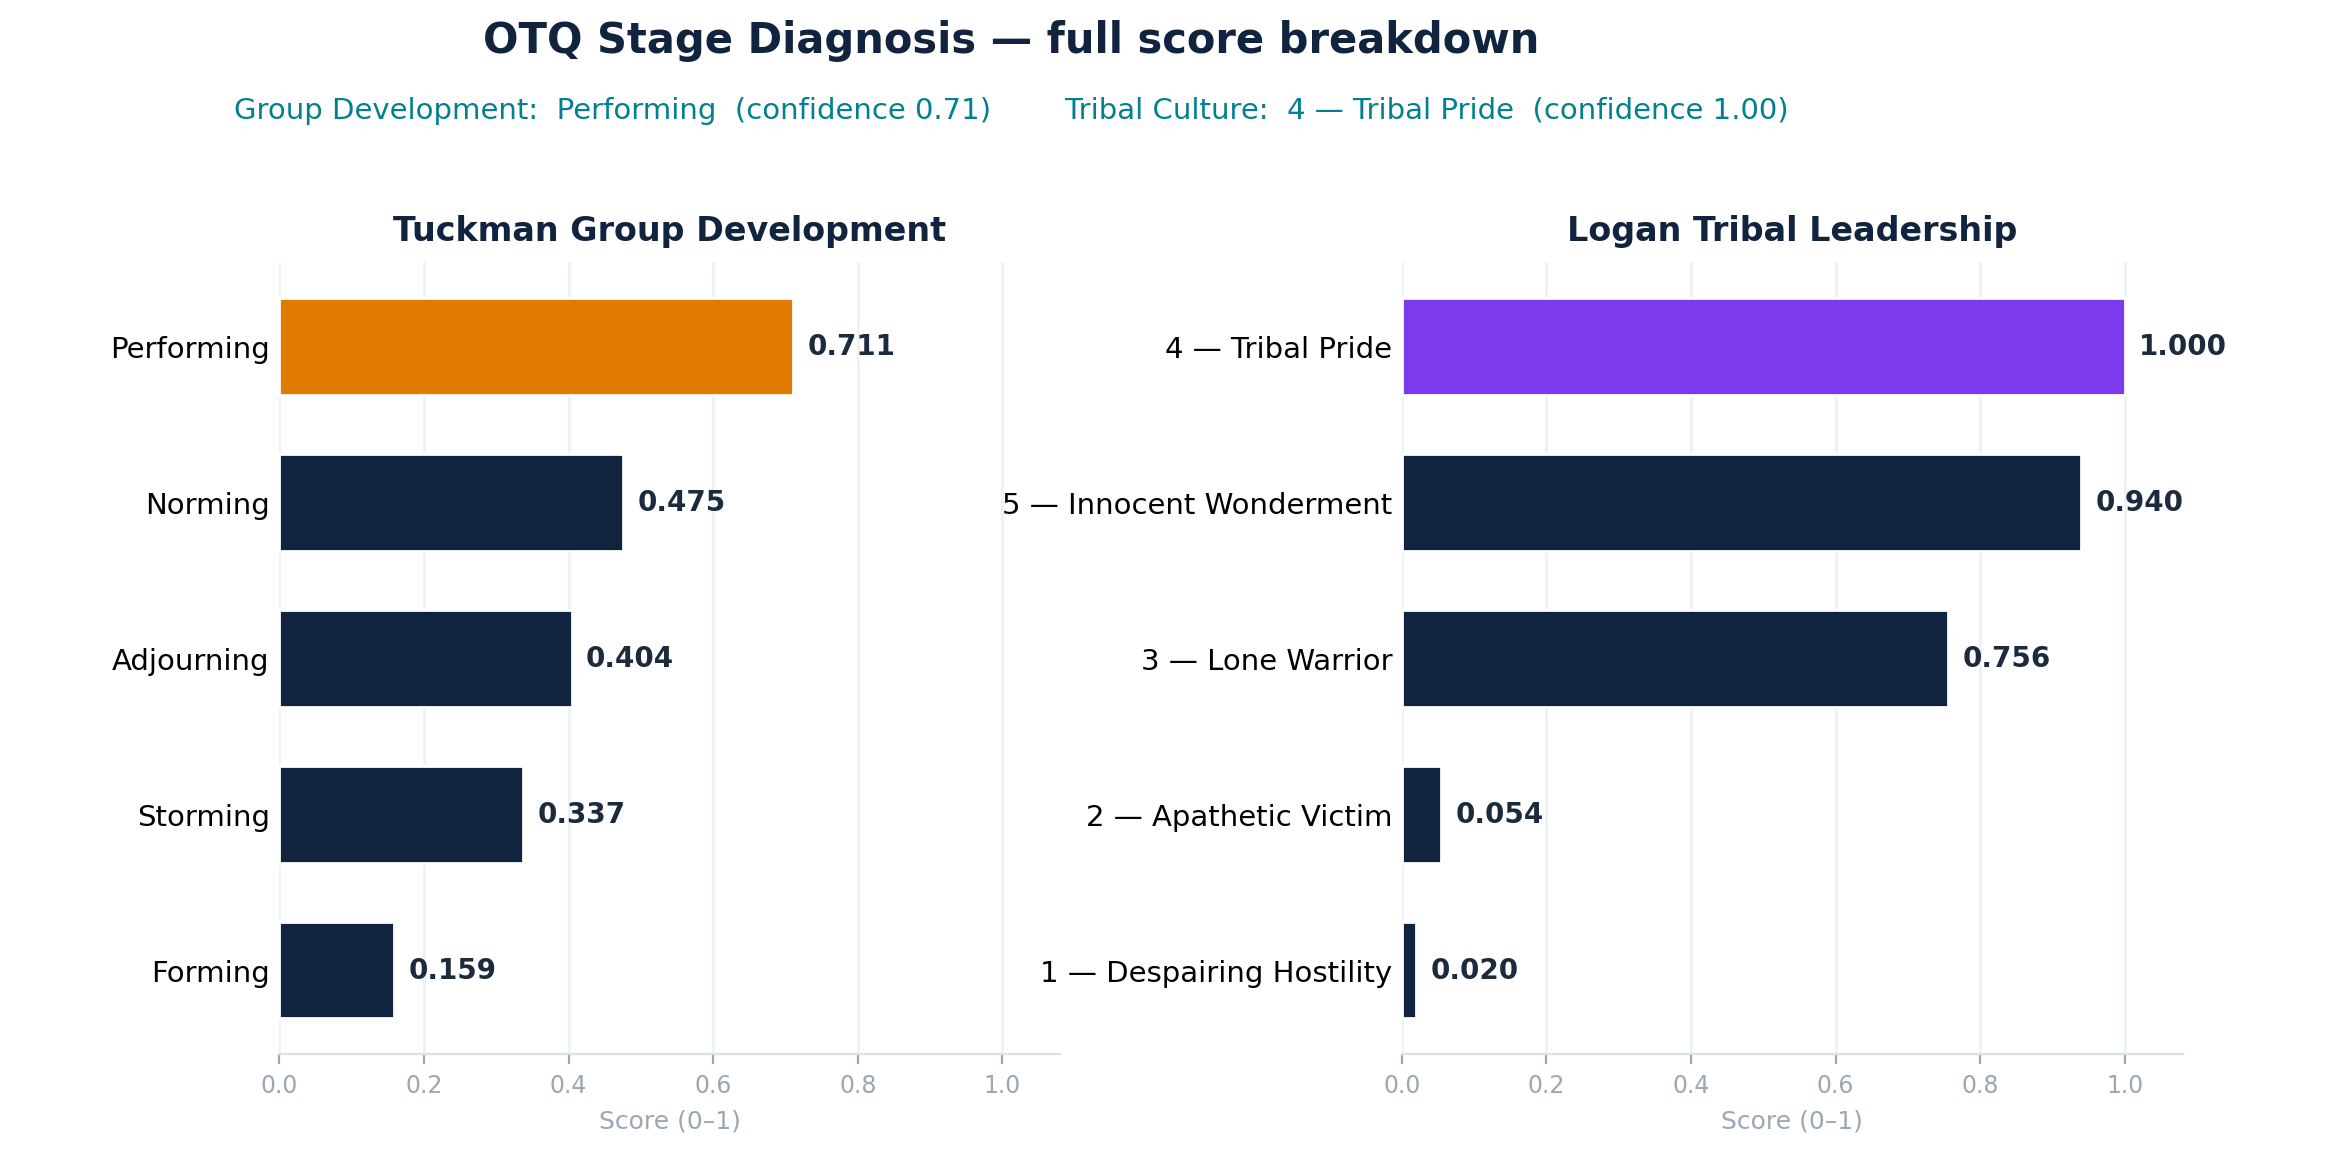 OTQ Stage Diagnosis — full score breakdown
Group Development:  Performing  (confidence 0.71)        Tribal Culture:  4 — Tribal Pride  (confidence 1.00)
Tuckman Group Development
Performing 0.711
Norming 0.475
Adjourning 0.404
Storming 0.337
Forming 0.159
0.0 0.2 0.4 0.6 0.8 1.0
Score (0–1)
Logan Tribal Leadership
4 — Tribal Pride 1.000
5 — Innocent Wonderment 0.940
3 — Lone Warrior 0.756
2 — Apathetic Victim 0.054
1 — Despairing Hostility 0.020
0.0 0.2 0.4 0.6 0.8 1.0
Score (0–1)